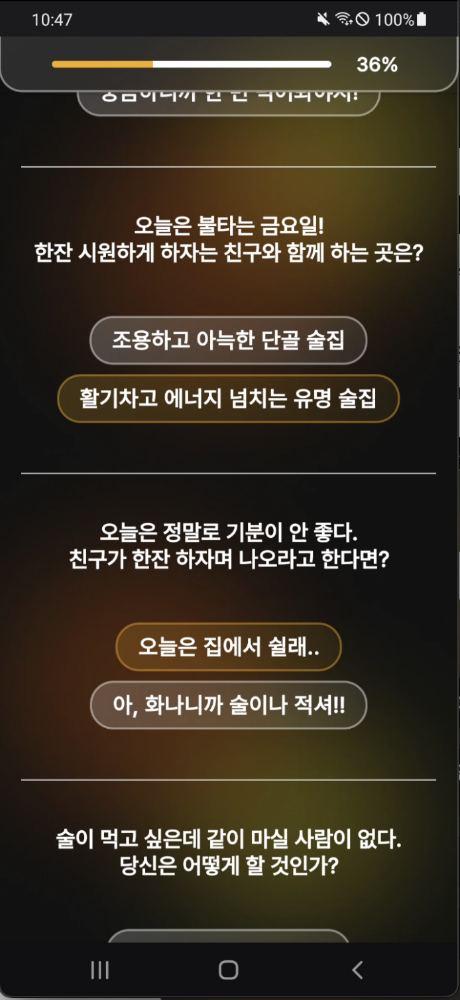 10:47
100%
36%
오늘은 불타는 금요일!
한잔 시원하게 하자는 친구와 함께 하는 곳은?
조용하고 아늑한 단골 술집
활기차고 에너지 넘치는 유명 술집
오늘은 정말로 기분이 안 좋다.
친구가 한잔 하자며 나오라고 한다면?
오늘은 집에서 쉴래..
아, 화나니까 술이나 적셔!!
술이 먹고 싶은데 같이 마실 사람이 없다.
당신은 어떻게 할 것인가?